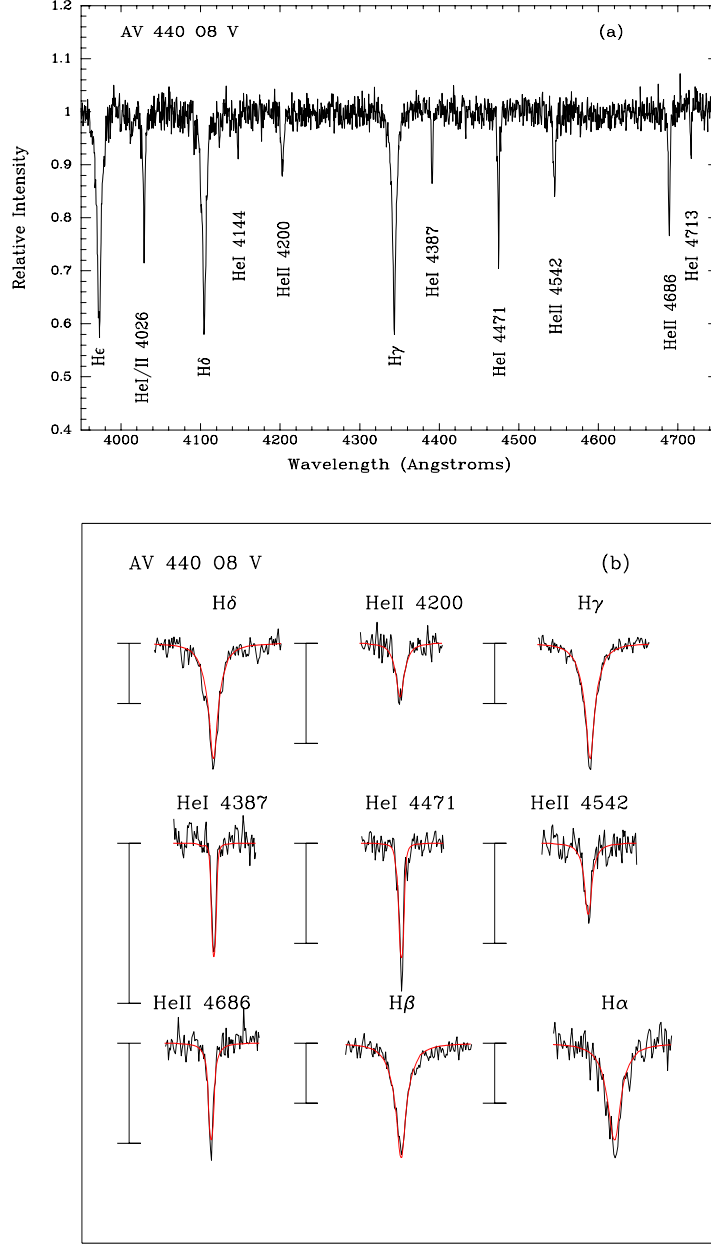 1.2
AV 440 O8 V (a)
1.1
1
0.9
0.8
0.7
0.6
0.5
0.4
Relative Intensity
Hϵ
HeI/II 4026
Hδ
HeI 4144
HeII 4200
Hγ
HeI 4387
HeI 4471
HeII 4542
HeII 4686
HeI 4713
4000 4100 4200 4300 4400 4500 4600 4700
Wavelength (Angstroms)
AV 440 O8 V (b)
Hδ HeII 4200 Hγ
HeI 4387 HeI 4471 HeII 4542
HeII 4686 Hβ Hα